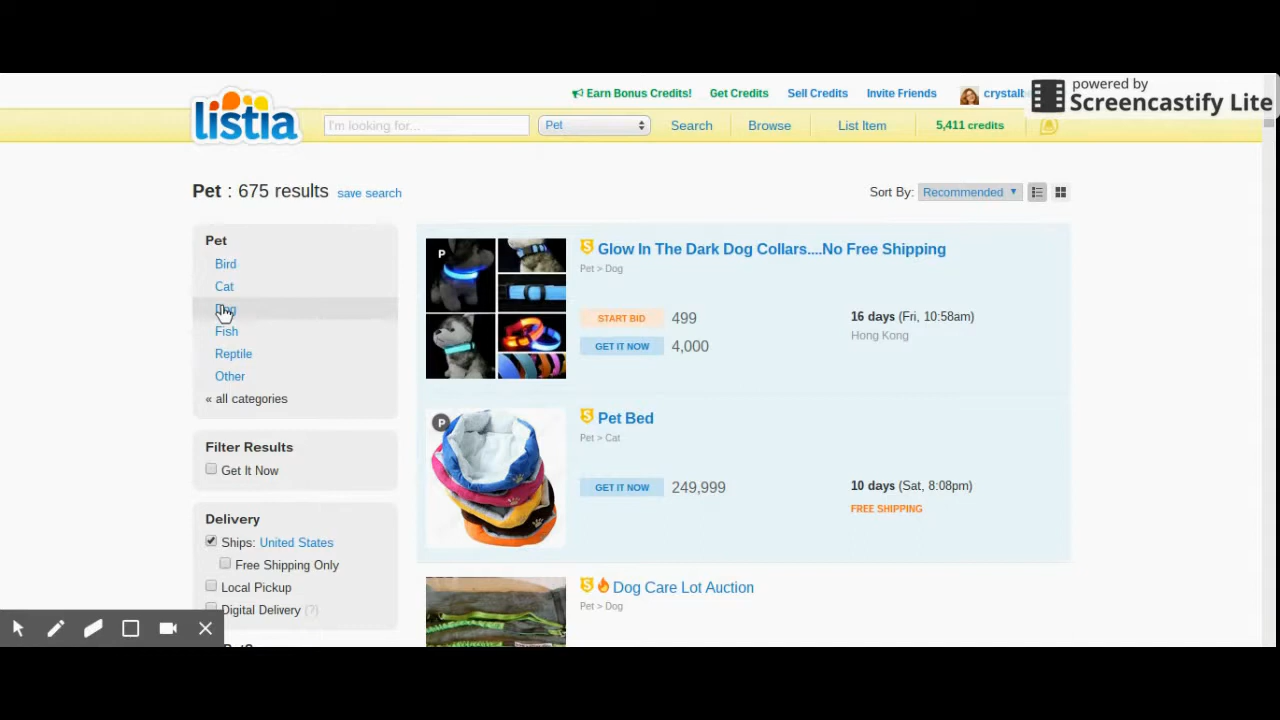 powered by
Screencastify Lite
listia
Earn Bonus Credits! Get Credits Sell Credits Invite Friends crystalb
I'm looking for... Pet Search Browse List Item 5,411 credits
Pet : 675 results save search
Sort By: Recommended
Pet
Bird
Cat
Dog
Fish
Reptile
Other
« all categories
Filter Results
Get It Now
Delivery
Ships: United States
Free Shipping Only
Local Pickup
Digital Delivery (?)
P
Glow In The Dark Dog Collars....No Free Shipping
Pet > Dog
START BID 499
GET IT NOW 4,000
16 days (Fri, 10:58am)
Hong Kong
P
Pet Bed
Pet > Cat
GET IT NOW 249,999
10 days (Sat, 8:08pm)
FREE SHIPPING
Dog Care Lot Auction
Pet > Dog